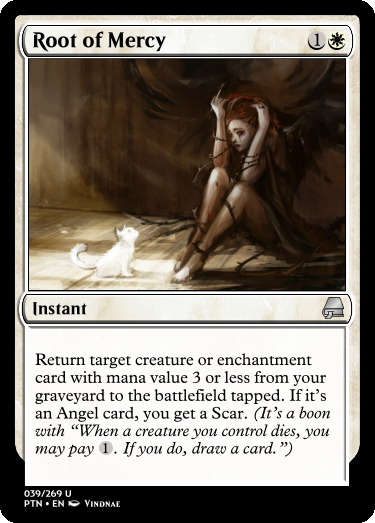 Root of Mercy 1
Instant
Return target creature or enchantment
card with mana value 3 or less from your
graveyard to the battlefield tapped. If it's
an Angel card, you get a Scar. (It's a boon
with “When a creature you control dies, you
may pay 1. If you do, draw a card.”)
039/269 U
PTN • EN Vindnae